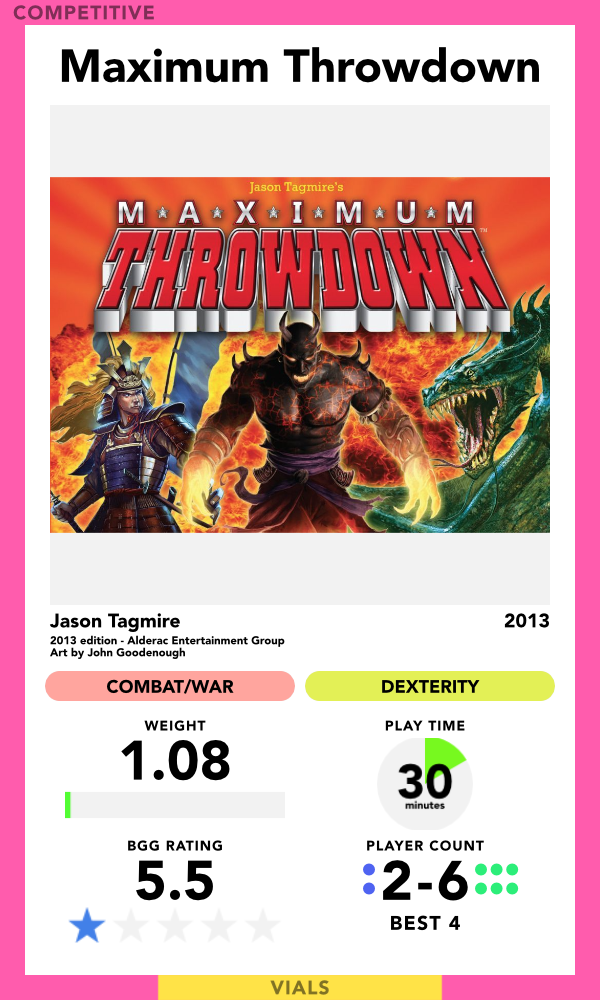 COMPETITIVE
Maximum Throwdown
Jason Tagmire's
MAXIMUM
THROWDOWN
TM
Jason Tagmire
2013
2013 edition - Alderac Entertainment Group
Art by John Goodenough
COMBAT/WAR
DEXTERITY
WEIGHT
1.08
PLAY TIME
30
minutes
BGG RATING
5.5
PLAYER COUNT
2-6
BEST 4
VIALS